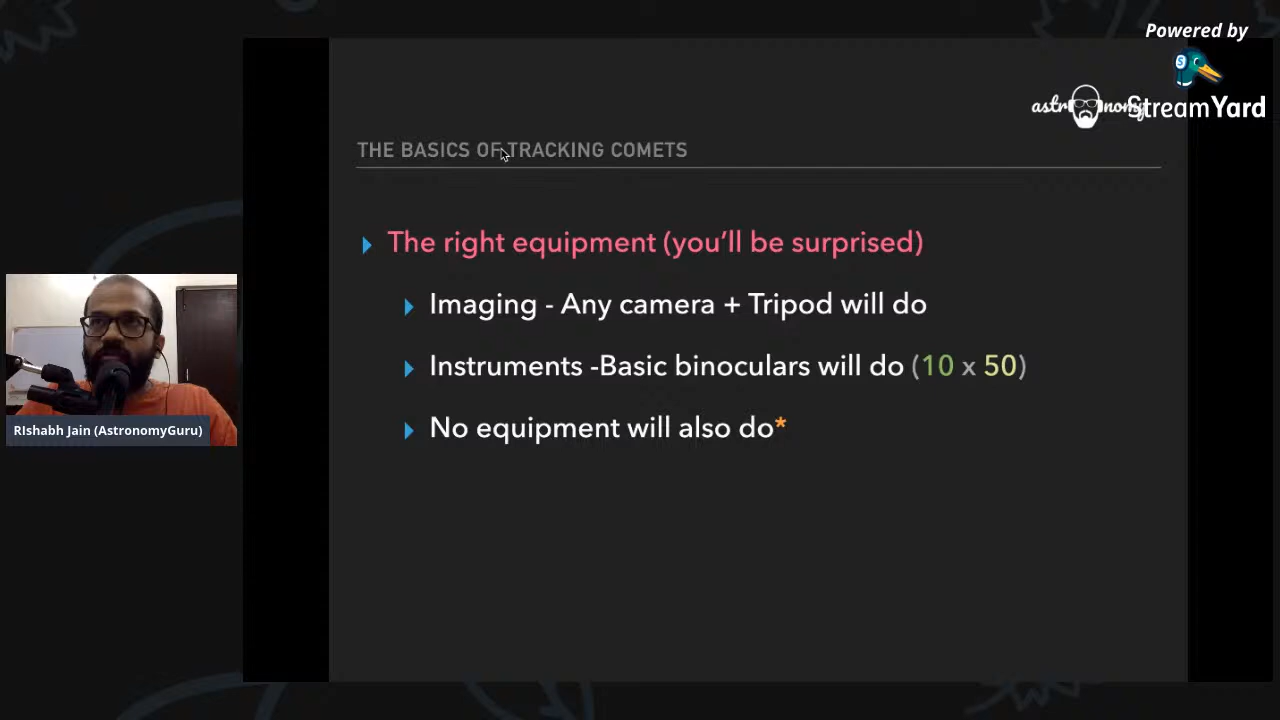 Powered by
StreamYard
astronomy
THE BASICS OF TRACKING COMETS
The right equipment (you'll be surprised)
Imaging - Any camera + Tripod will do
Instruments -Basic binoculars will do (10 x 50)
No equipment will also do*
RIshabh Jain (AstronomyGuru)